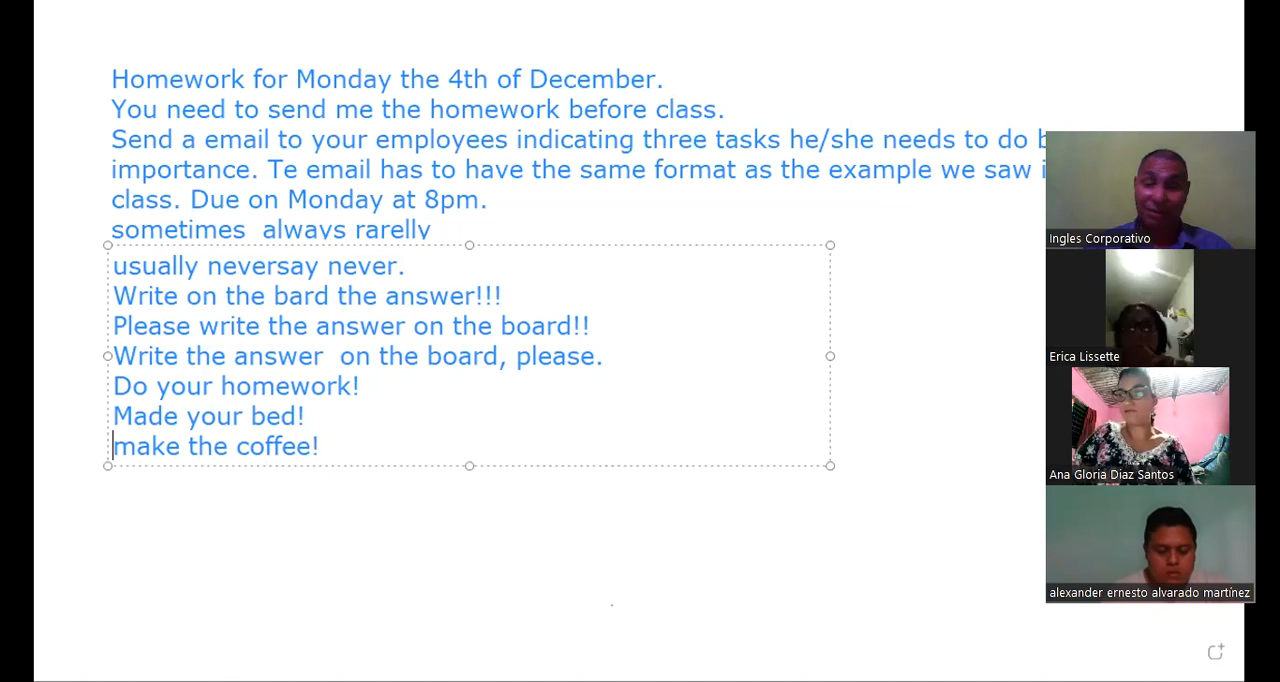 Homework for Monday the 4th of December.
You need to send me the homework before class.
Send a email to your employees indicating three tasks he/she needs to do
importance. Te email has to have the same format as the example we saw
class. Due on Monday at 8pm.
sometimes always rarelly
usually neversay never.
Write on the bard the answer!!!
Please write the answer on the board!!
Write the answer on the board, please.
Do your homework!
Made your bed!
make the coffee!
Ingles Corporativo
Erica Lissette
Ana Gloria Diaz Santos
alexander ernesto alvarado martínez